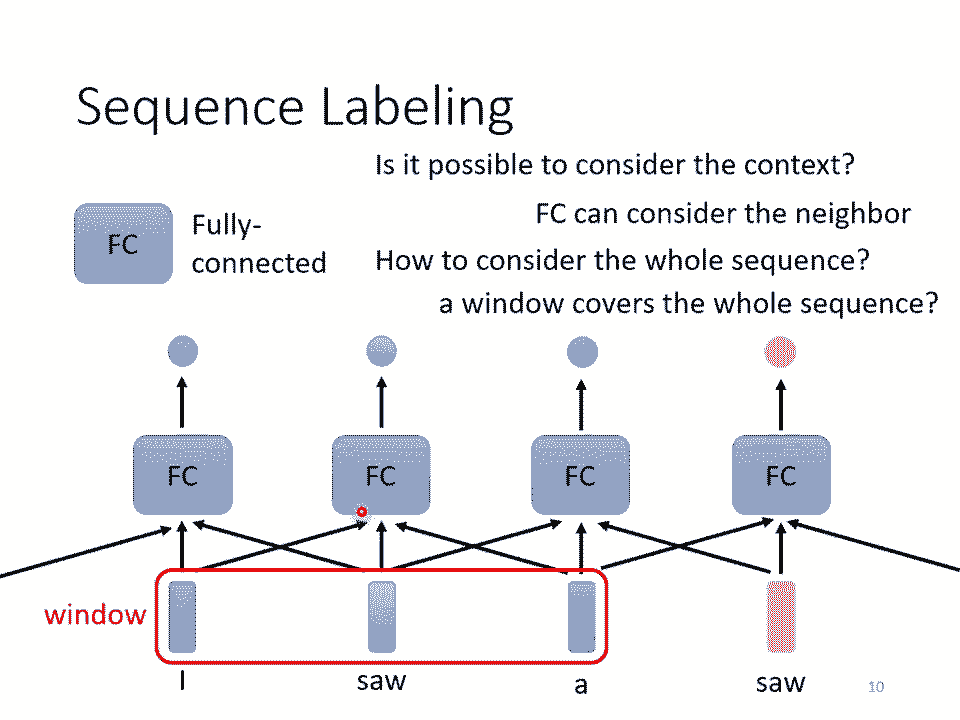 Sequence Labeling
Is it possible to consider the context?
FC can consider the neighbor
How to consider the whole sequence?
a window covers the whole sequence?
FC
Fully-
connected
FC FC FC FC
window
I saw a saw
10